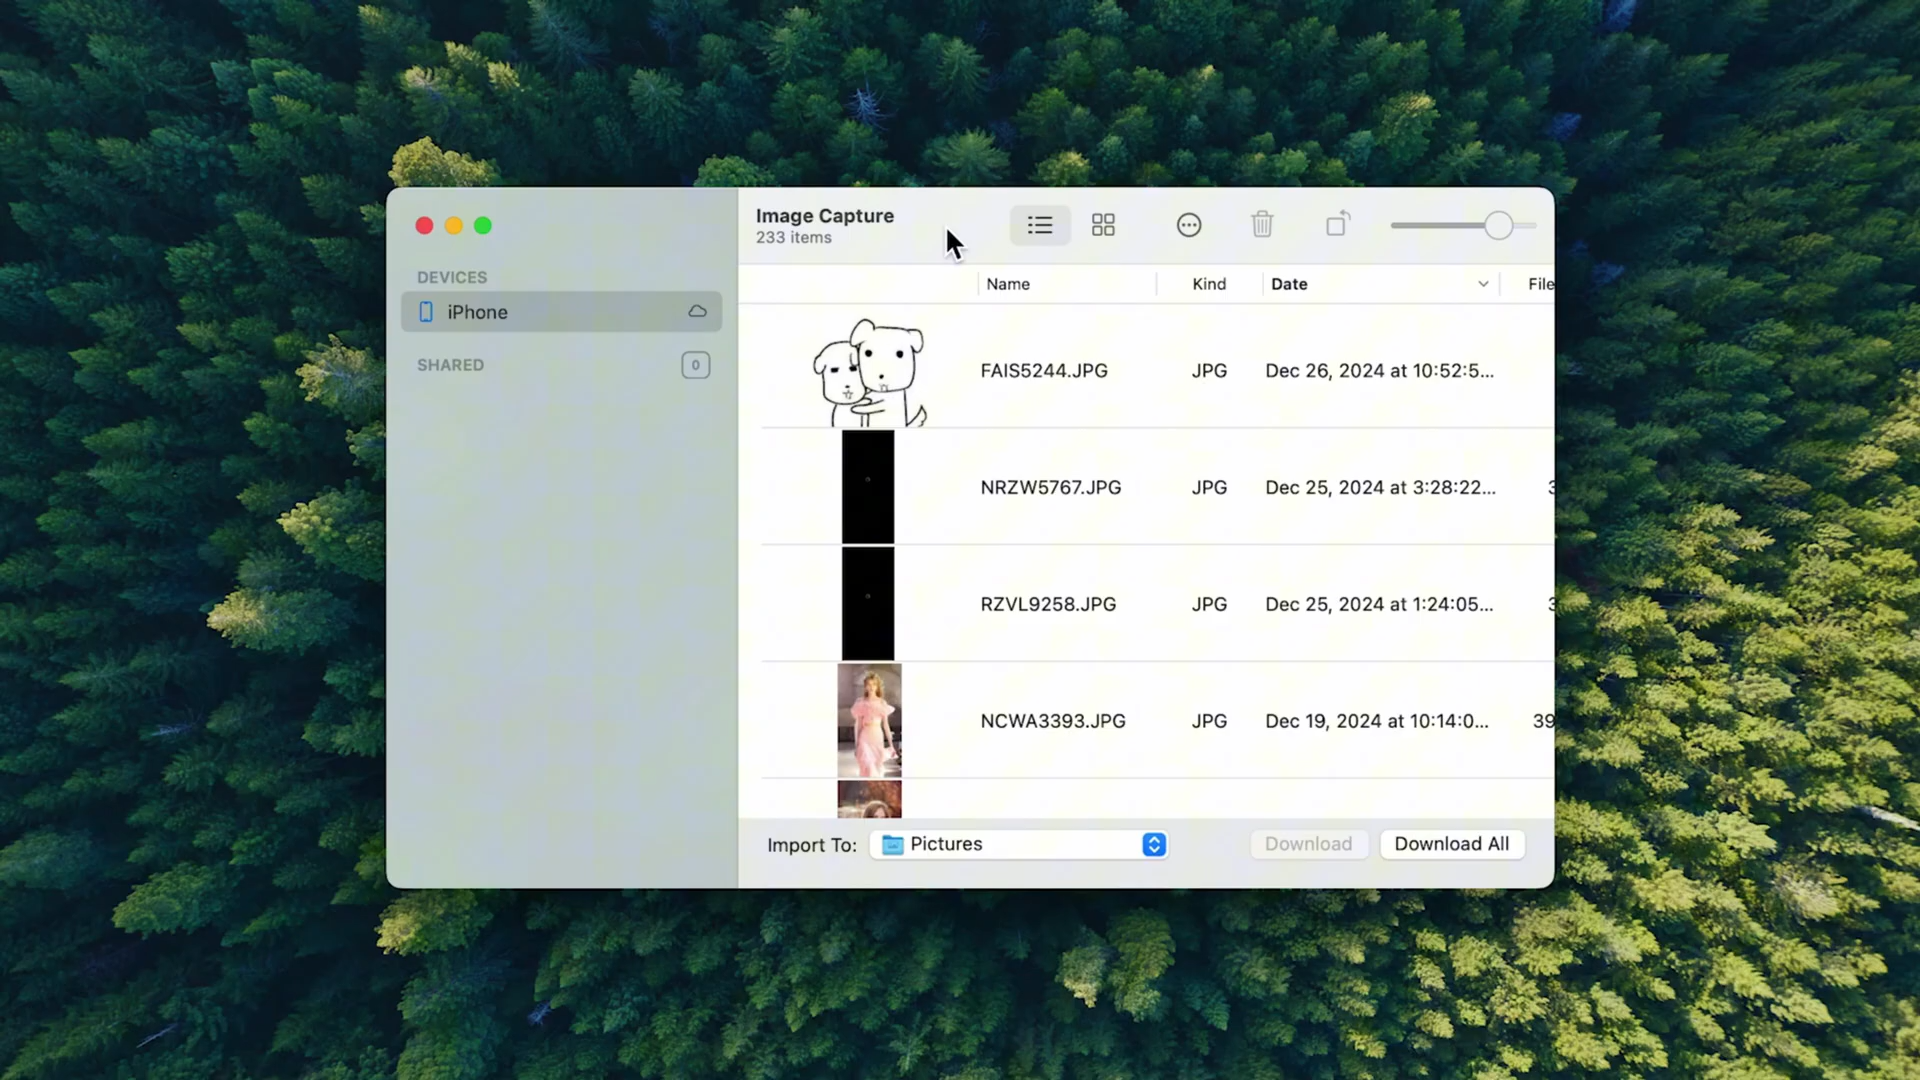 Image Capture
233 items
DEVICES
iPhone
SHARED
0
Name Kind Date File
FAIS5244.JPG JPG Dec 26, 2024 at 10:52:5...
NRZW5767.JPG JPG Dec 25, 2024 at 3:28:22... 3
RZVL9258.JPG JPG Dec 25, 2024 at 1:24:05... 3
NCWA3393.JPG JPG Dec 19, 2024 at 10:14:0... 39
Import To: Pictures Download Download All